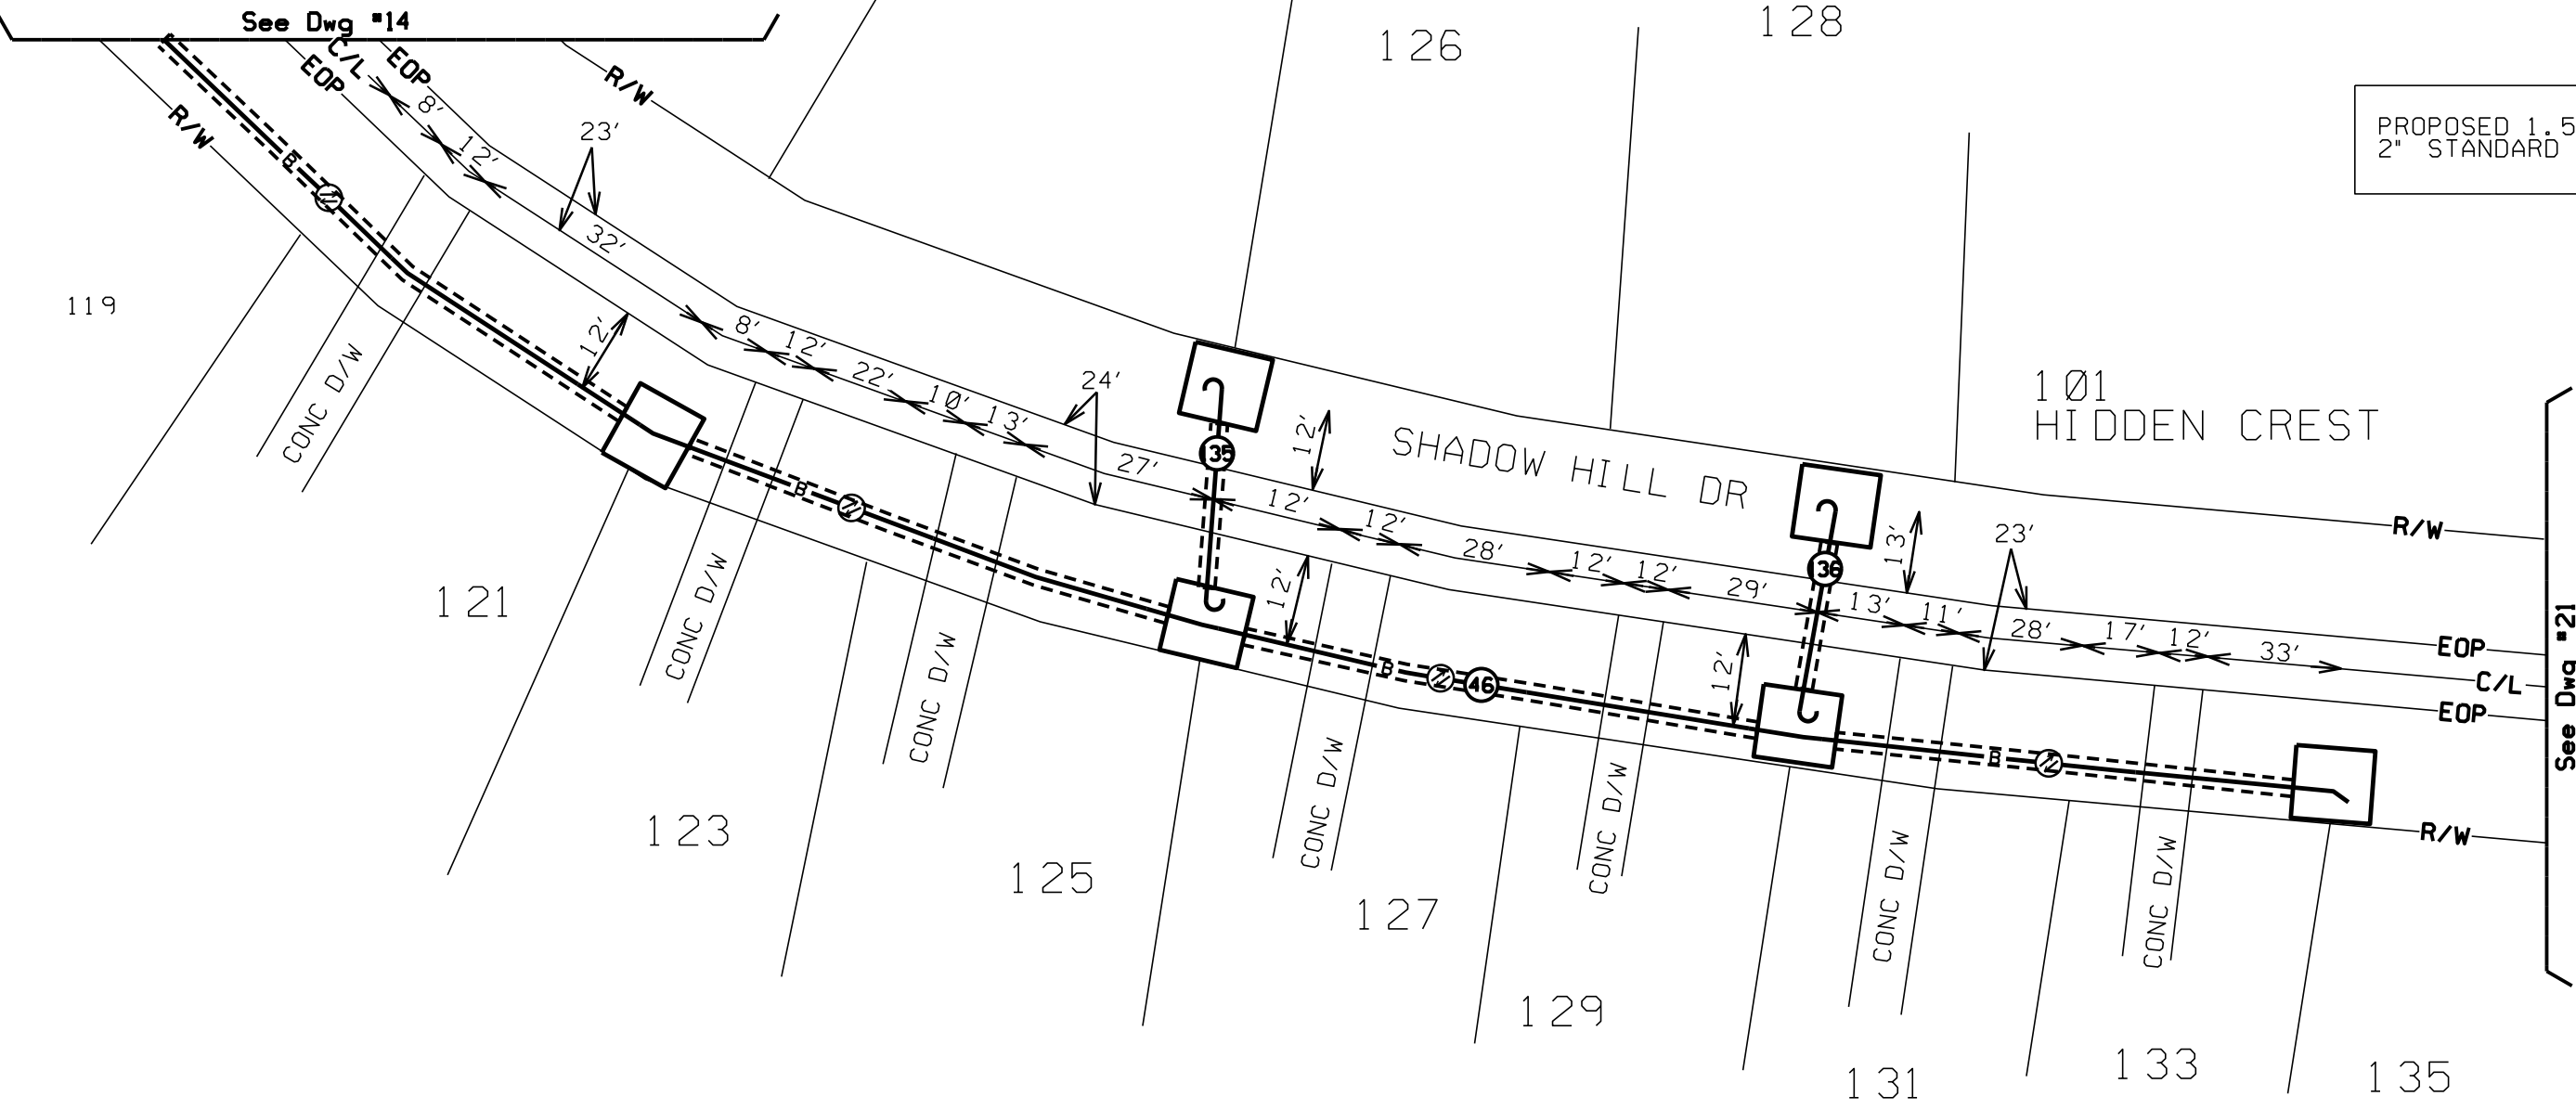 See Dwg #14
128
126
C/L
EOP
EOP
R/W
R/W
8'
12'
23'
PROPOSED 1.5
2" STANDARD
B
32'
119
CONC D/W
12'
8'
12'
22'
10'
13'
24'
27'
35
12'
12'
12'
28'
12'
12'
29'
SHADOW HILL DR
101
HIDDEN CREST
36
13'
23'
13'
11'
28'
17'
12'
33'
R/W
EOP
C/L
EOP
R/W
See Dwg #21
B
121
CONC D/W
CONC D/W
12'
B
46
12'
B
123
125
CONC D/W
127
CONC D/W
129
CONC D/W
CONC D/W
131
133
135